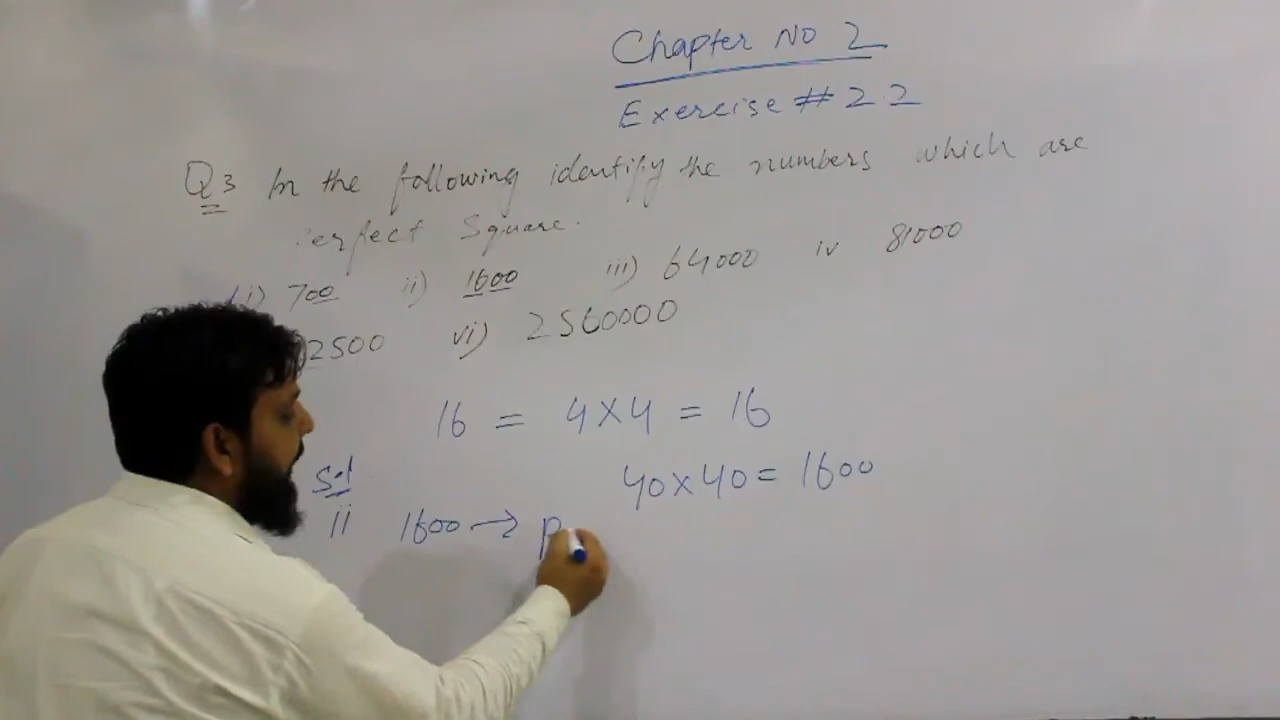 Chapter No 2
Exercise # 2.2
Q3 In the following identify the numbers which are
Perfect Square.
(i) 700 ii) 1600 iii) 64000 iv 81000
2500 vi) 2560000
16 = 4×4 = 16
40×40 = 1600
Sol
ii 1600 → p